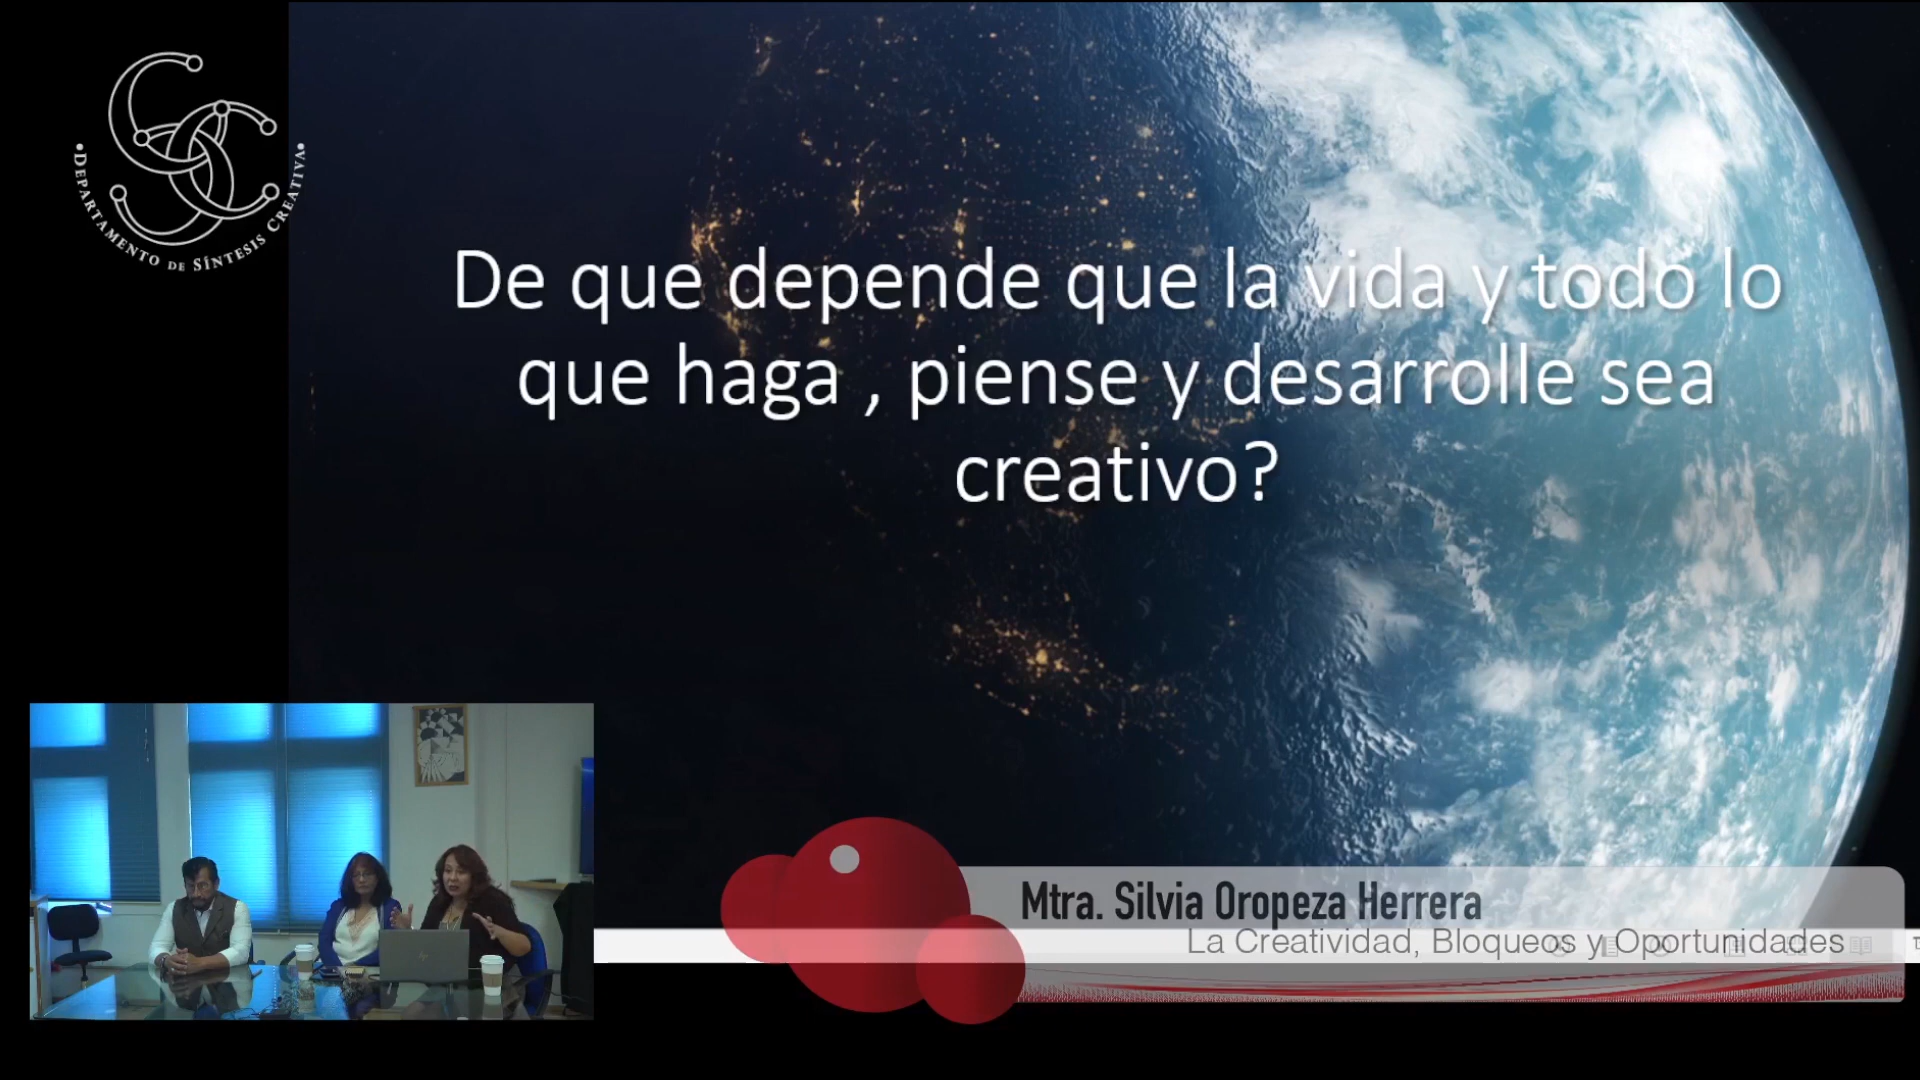 •DEPARTAMENTO DE SÍNTESIS CREATIVA•
De que depende que la vida y todo lo
que haga , piense y desarrolle sea
creativo?
Mtra. Silvia Oropeza Herrera
La Creatividad, Bloqueos y Oportunidades